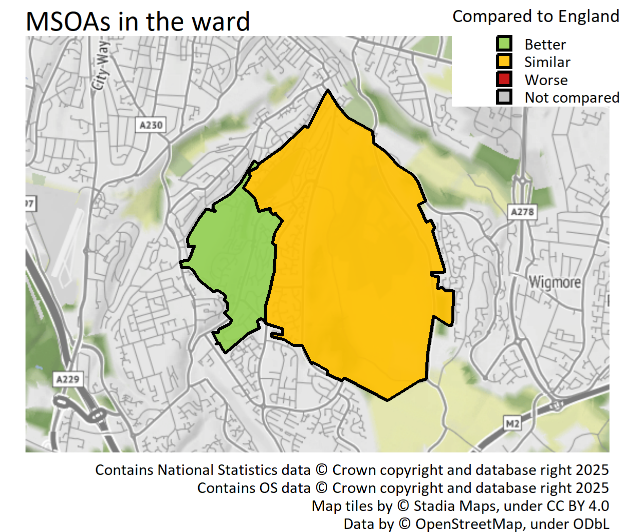 MSOAs in the ward
Compared to England
Better
Similar
Worse
Not compared
City Way
A230
A278
Wigmore
A229
M2
Contains National Statistics data © Crown copyright and database right 2025
Contains OS data © Crown copyright and database right 2025
Map tiles by © Stadia Maps, under CC BY 4.0
Data by © OpenStreetMap, under ODbL